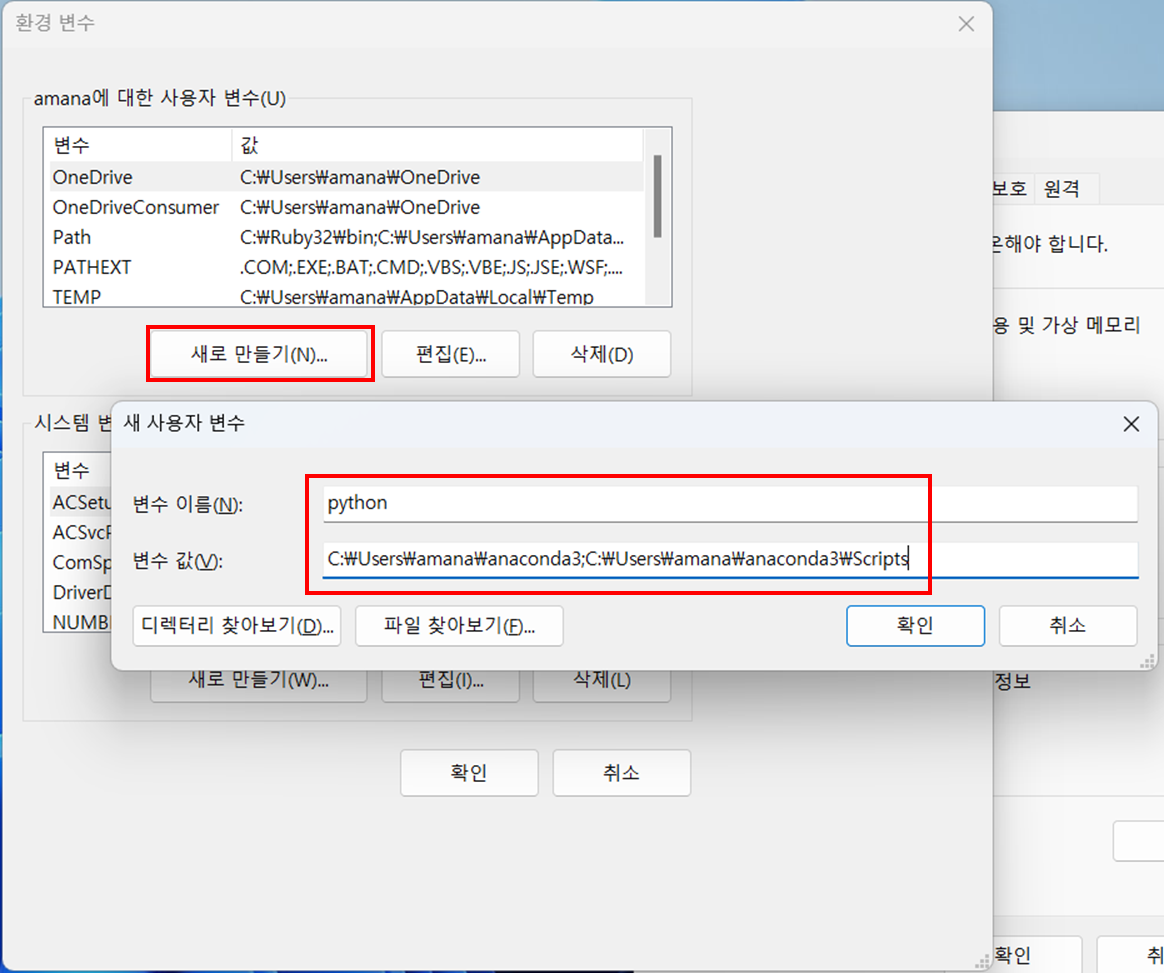 환경 변수
amana에 대한 사용자 변수(U)
변수 값
OneDrive C:₩Users₩amana₩OneDrive
OneDriveConsumer C:₩Users₩amana₩OneDrive
Path C:₩Ruby32₩bin;C:₩Users₩amana₩AppData...
PATHEXT .COM;.EXE;.BAT;.CMD;.VBS;.VBE;.JS;.JSE;.WSF;....
TEMP C:₩Users₩amana₩AppData₩Local₩Temp
새로 만들기(N)... 편집(E)... 삭제(D)
보호 원격
해야 합니다.
용 및 가상 메모리
시스템 변
새 사용자 변수
변수
ACSetu
ACSvcP
ComSp
DriverD
NUMBE
변수 이름(N): python
변수 값(V): C:₩Users₩amana₩anaconda3;C:₩Users₩amana₩anaconda3₩Scripts
디렉터리 찾아보기(D)... 파일 찾아보기(F)... 확인 취소
새로 만들기(W)... 편집(I)... 삭제(L)
정보
확인 취소
확인 취